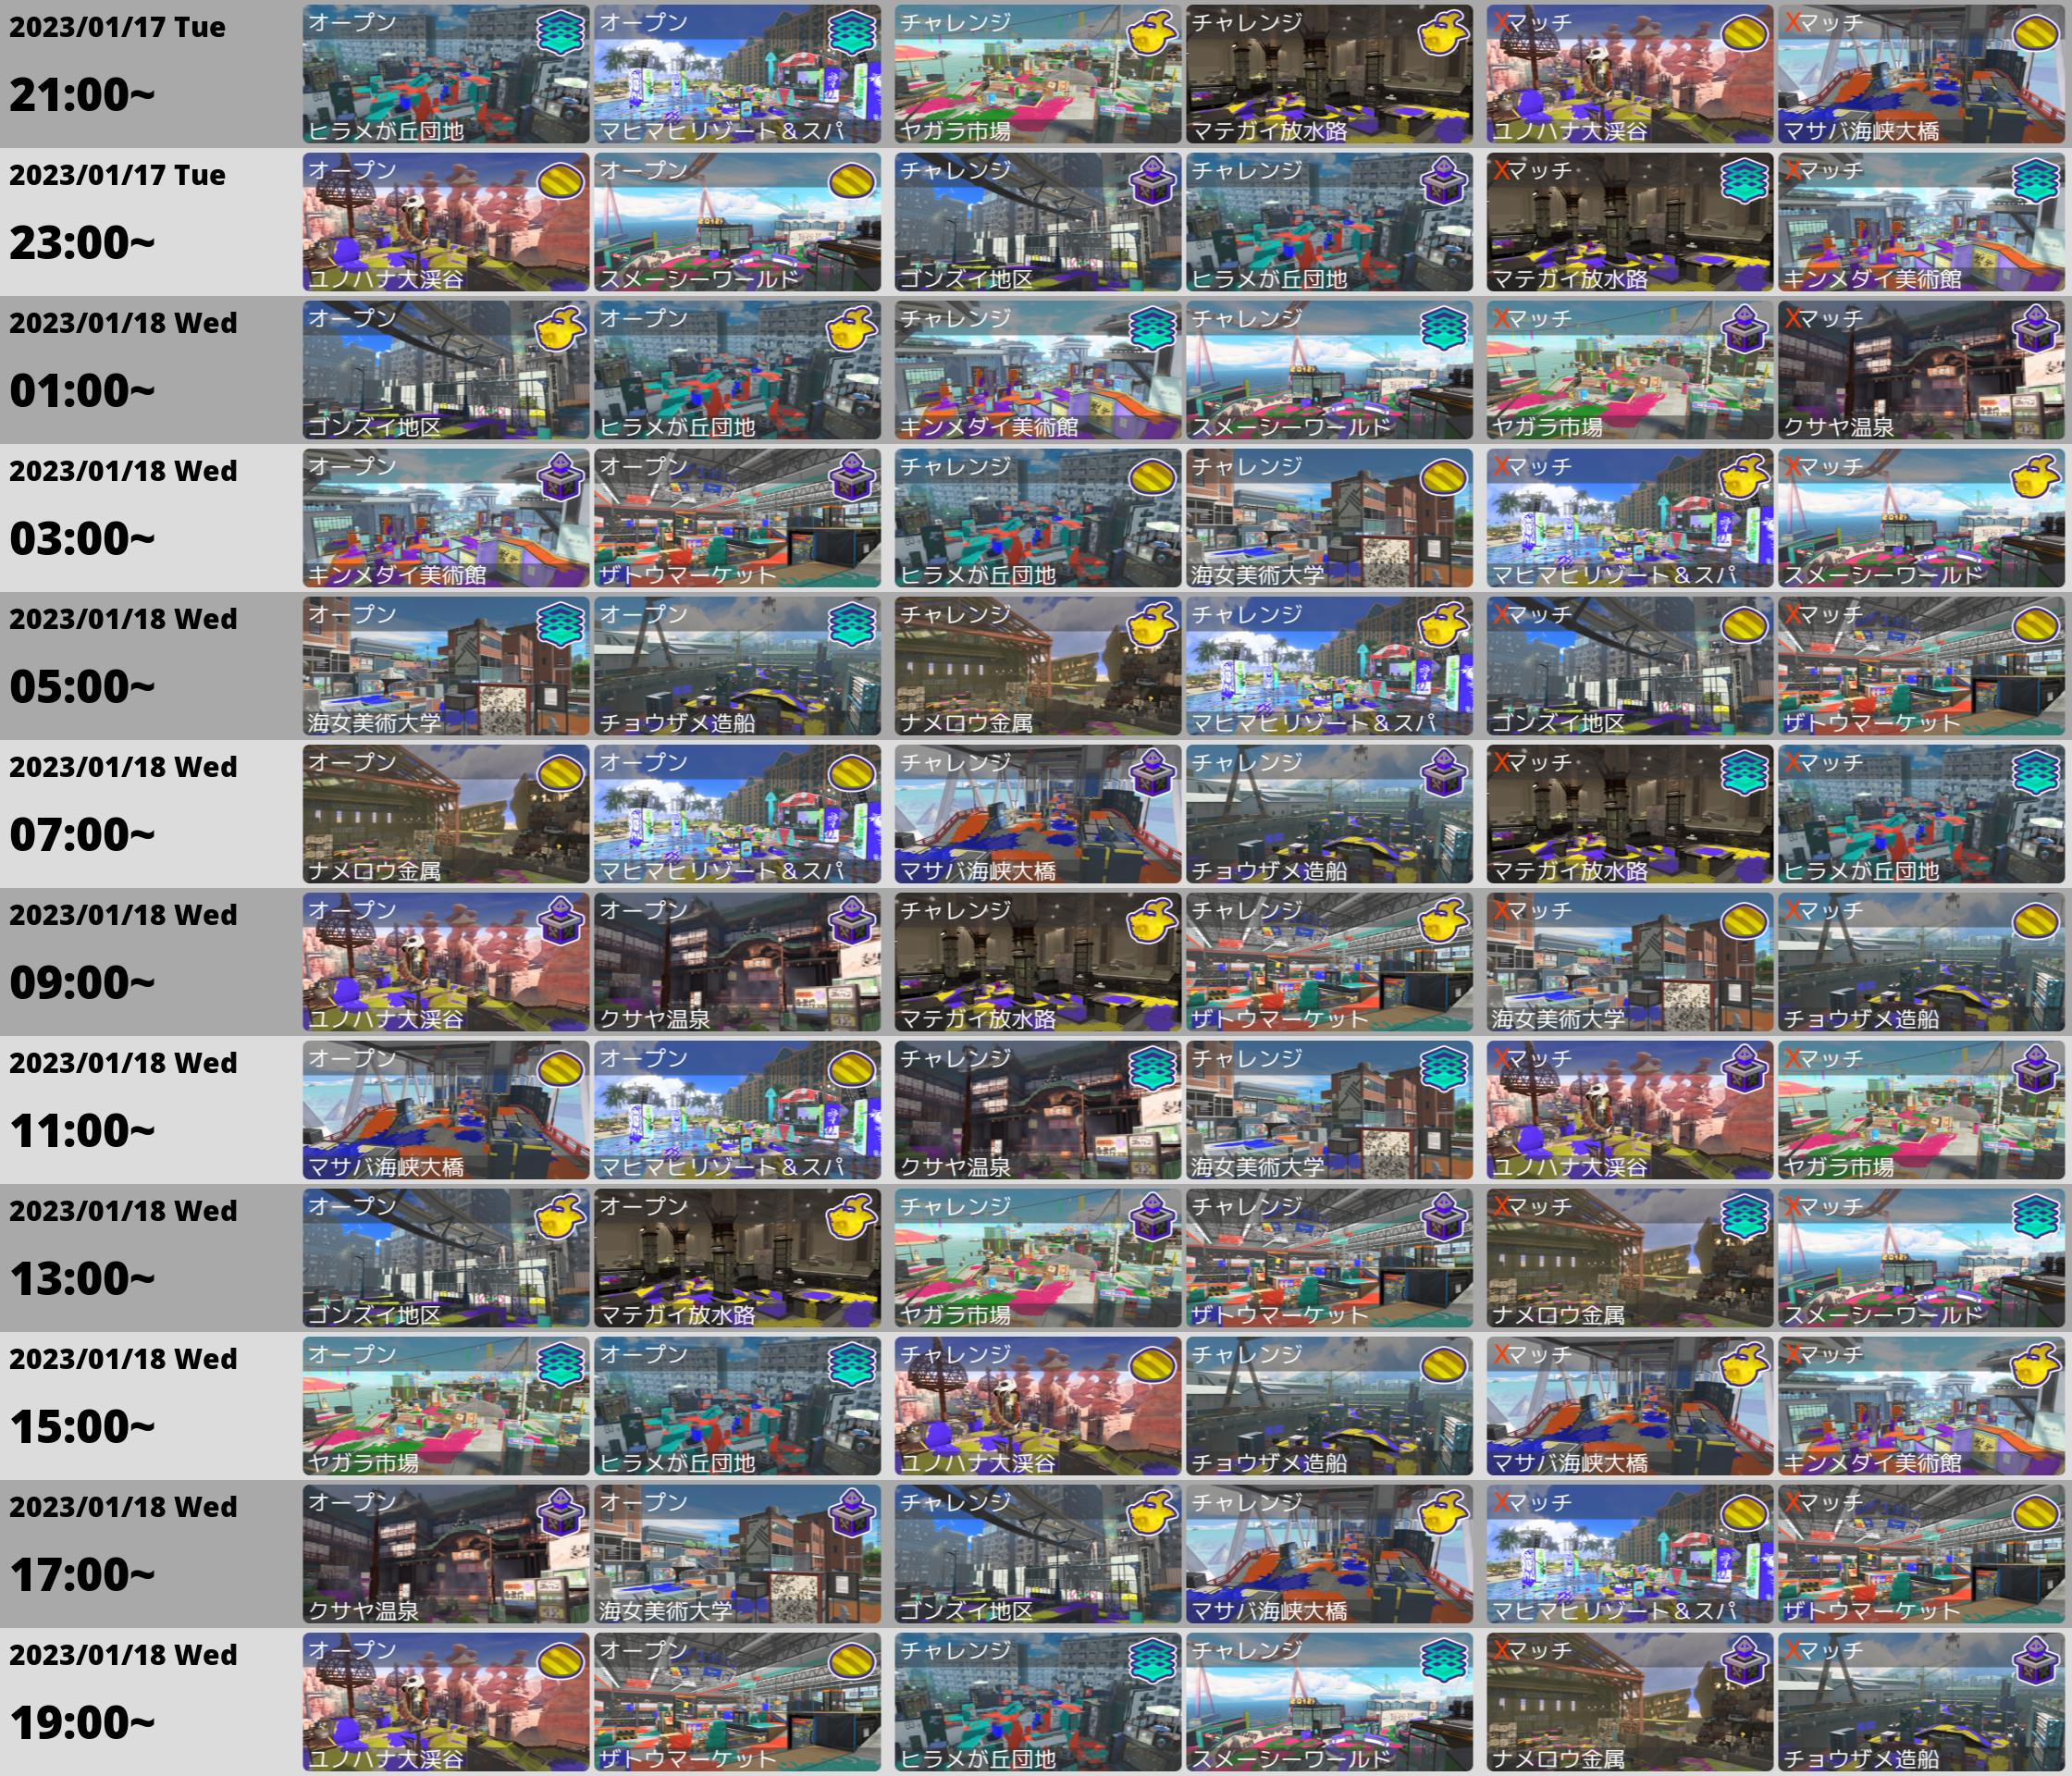 2023/01/17 Tue
21:00~
オープン オープン チャレンジ チャレンジ Xマッチ Xマッチ
ヒラメが丘団地 マヒマヒリゾート＆スパ ヤガラ市場 マテガイ放水路 ユノハナ大渓谷 マサバ海峡大橋
2023/01/17 Tue
23:00~
オープン オープン チャレンジ チャレンジ Xマッチ Xマッチ
ユノハナ大渓谷 スメーシーワールド ゴンズイ地区 ヒラメが丘団地 マテガイ放水路 キンメダイ美術館
2023/01/18 Wed
01:00~
オープン オープン チャレンジ チャレンジ Xマッチ Xマッチ
ゴンズイ地区 ヒラメが丘団地 キンメダイ美術館 スメーシーワールド ヤガラ市場 クサヤ温泉
2023/01/18 Wed
03:00~
オープン オープン チャレンジ チャレンジ Xマッチ Xマッチ
キンメダイ美術館 ザトウマーケット ヒラメが丘団地 海女美術大学 マヒマヒリゾート＆スパ スメーシーワールド
2023/01/18 Wed
05:00~
オープン オープン チャレンジ チャレンジ Xマッチ Xマッチ
海女美術大学 チョウザメ造船 ナメロウ金属 マヒマヒリゾート＆スパ ゴンズイ地区 ザトウマーケット
2023/01/18 Wed
07:00~
オープン オープン チャレンジ チャレンジ Xマッチ Xマッチ
ナメロウ金属 マヒマヒリゾート＆スパ マサバ海峡大橋 チョウザメ造船 マテガイ放水路 ヒラメが丘団地
2023/01/18 Wed
09:00~
オープン オープン チャレンジ チャレンジ Xマッチ Xマッチ
ユノハナ大渓谷 クサヤ温泉 マテガイ放水路 ザトウマーケット 海女美術大学 チョウザメ造船
2023/01/18 Wed
11:00~
オープン オープン チャレンジ チャレンジ Xマッチ Xマッチ
マサバ海峡大橋 マヒマヒリゾート＆スパ クサヤ温泉 海女美術大学 ユノハナ大渓谷 ヤガラ市場
2023/01/18 Wed
13:00~
オープン オープン チャレンジ チャレンジ Xマッチ Xマッチ
ゴンズイ地区 マテガイ放水路 ヤガラ市場 ザトウマーケット ナメロウ金属 スメーシーワールド
2023/01/18 Wed
15:00~
オープン オープン チャレンジ チャレンジ Xマッチ Xマッチ
ヤガラ市場 ヒラメが丘団地 ユノハナ大渓谷 チョウザメ造船 マサバ海峡大橋 キンメダイ美術館
2023/01/18 Wed
17:00~
オープン オープン チャレンジ チャレンジ Xマッチ Xマッチ
クサヤ温泉 海女美術大学 ゴンズイ地区 マサバ海峡大橋 マヒマヒリゾート＆スパ ザトウマーケット
2023/01/18 Wed
19:00~
オープン オープン チャレンジ チャレンジ Xマッチ Xマッチ
ユノハナ大渓谷 ザトウマーケット ヒラメが丘団地 スメーシーワールド ナメロウ金属 チョウザメ造船